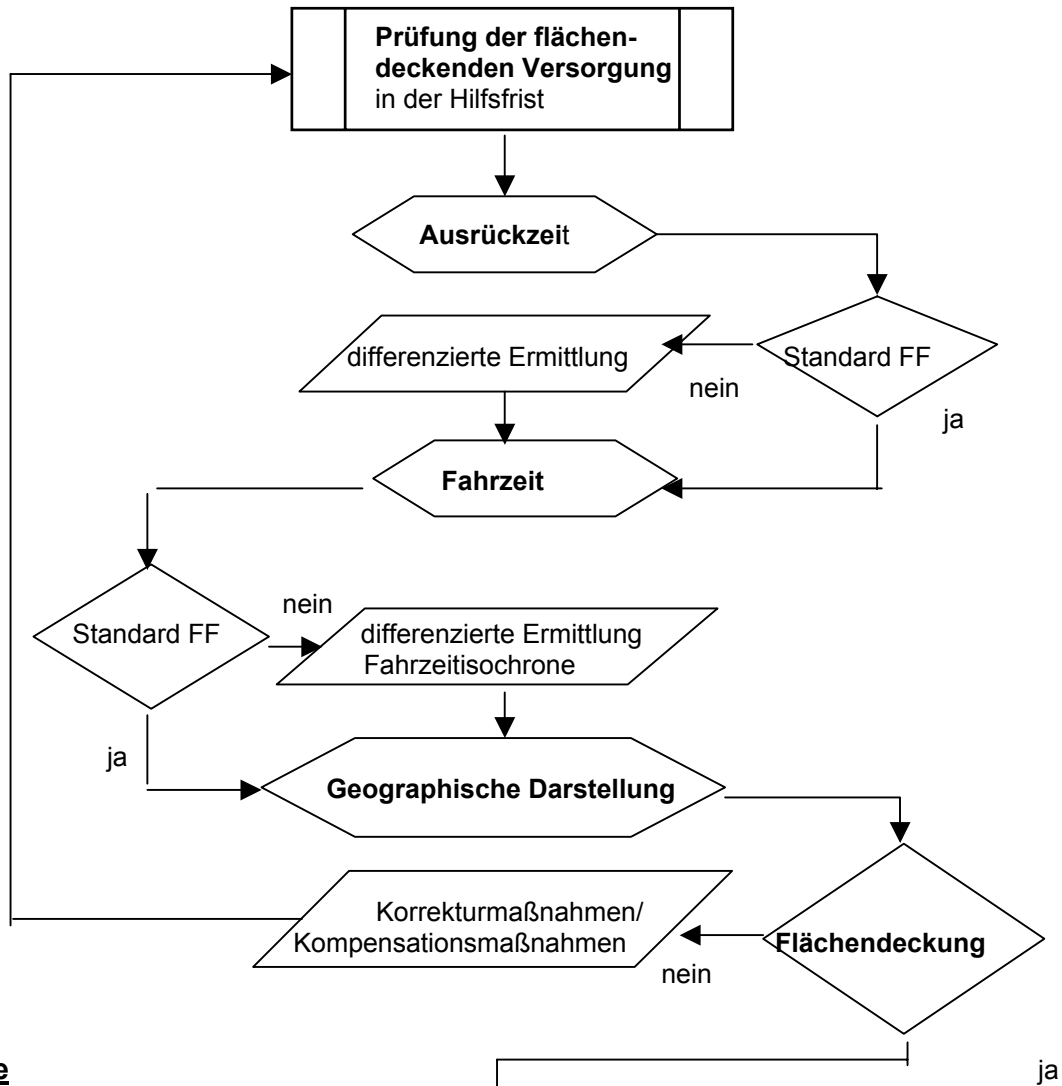 Prüfung der flächen-
deckenden Versorgung
in der Hilfsfrist
Ausrückzeit
differenzierte Ermittlung
Standard FF
nein
ja
Fahrzeit
nein
Standard FF
differenzierte Ermittlung
Fahrzeitisochrone
ja
Geographische Darstellung
Korrekturmaßnahmen/
Kompensationsmaßnahmen
Flächendeckung
nein
e
ja